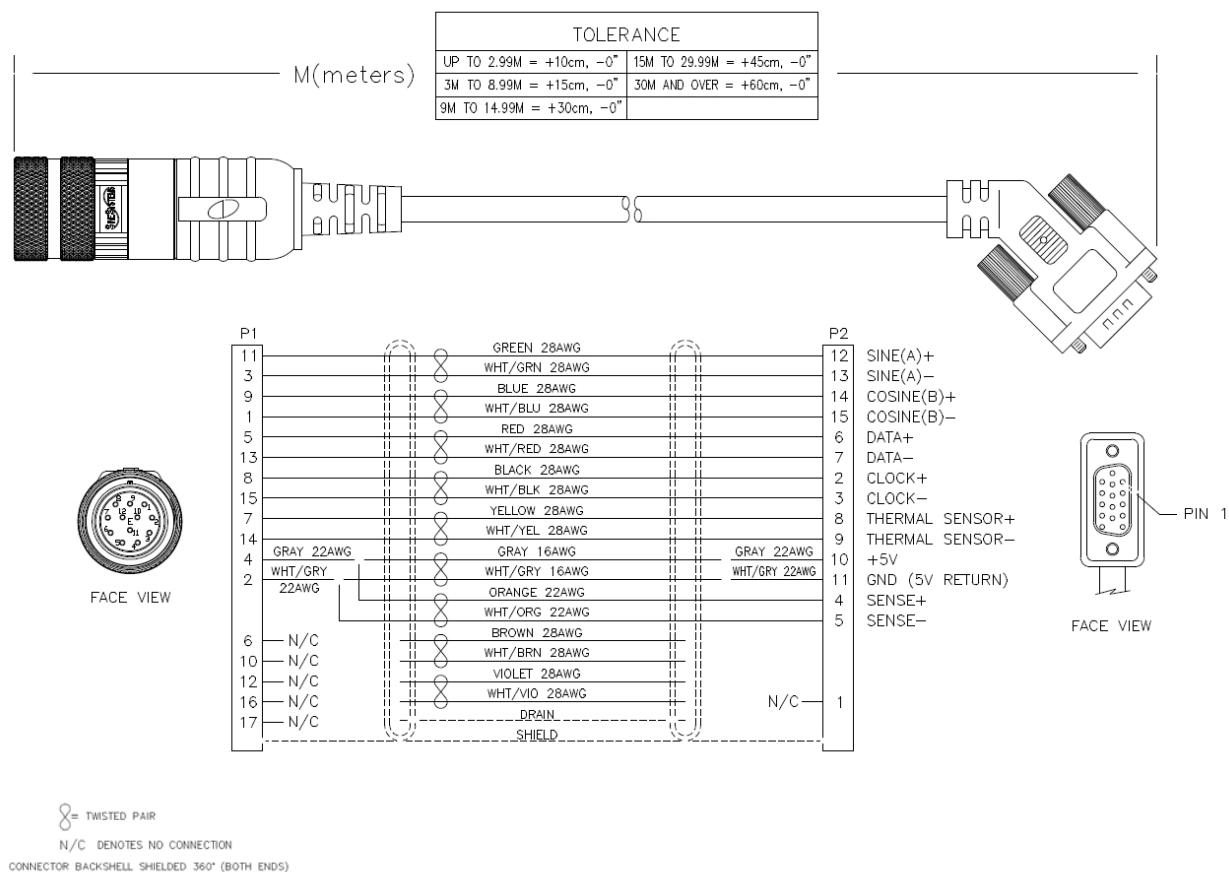 TOLERANCE
UP TO 2.99M = +10cm, -0" 15M TO 29.99M = +45cm, -0"
3M TO 8.99M = +15cm, -0" 30M AND OVER = +60cm, -0"
9M TO 14.99M = +30cm, -0"
M(meters)
P1 P2
11 GREEN 28AWG 12 SINE(A)+
3 WHT/GRN 28AWG 13 SINE(A)-
9 BLUE 28AWG 14 COSINE(B)+
1 WHT/BLU 28AWG 15 COSINE(B)-
5 RED 28AWG 6 DATA+
13 WHT/RED 28AWG 7 DATA-
8 BLACK 28AWG 2 CLOCK+
15 WHT/BLK 28AWG 3 CLOCK-
7 YELLOW 28AWG 8 THERMAL SENSOR+
14 WHT/YEL 28AWG 9 THERMAL SENSOR-
4 GRAY 22AWG GRAY 16AWG GRAY 22AWG 10 +5V
2 WHT/GRY 22AWG WHT/GRY 16AWG WHT/GRY 22AWG 11 GND (5V RETURN)
ORANGE 22AWG 4 SENSE+
WHT/ORG 22AWG 5 SENSE-
6 N/C BROWN 28AWG
10 N/C WHT/BRN 28AWG
12 N/C VIOLET 28AWG
16 N/C WHT/VIO 28AWG N/C 1
17 N/C DRAIN
SHIELD
FACE VIEW
PIN 1
FACE VIEW
= TWISTED PAIR
N/C DENOTES NO CONNECTION
CONNECTOR BACKSHELL SHIELDED 360° (BOTH ENDS)